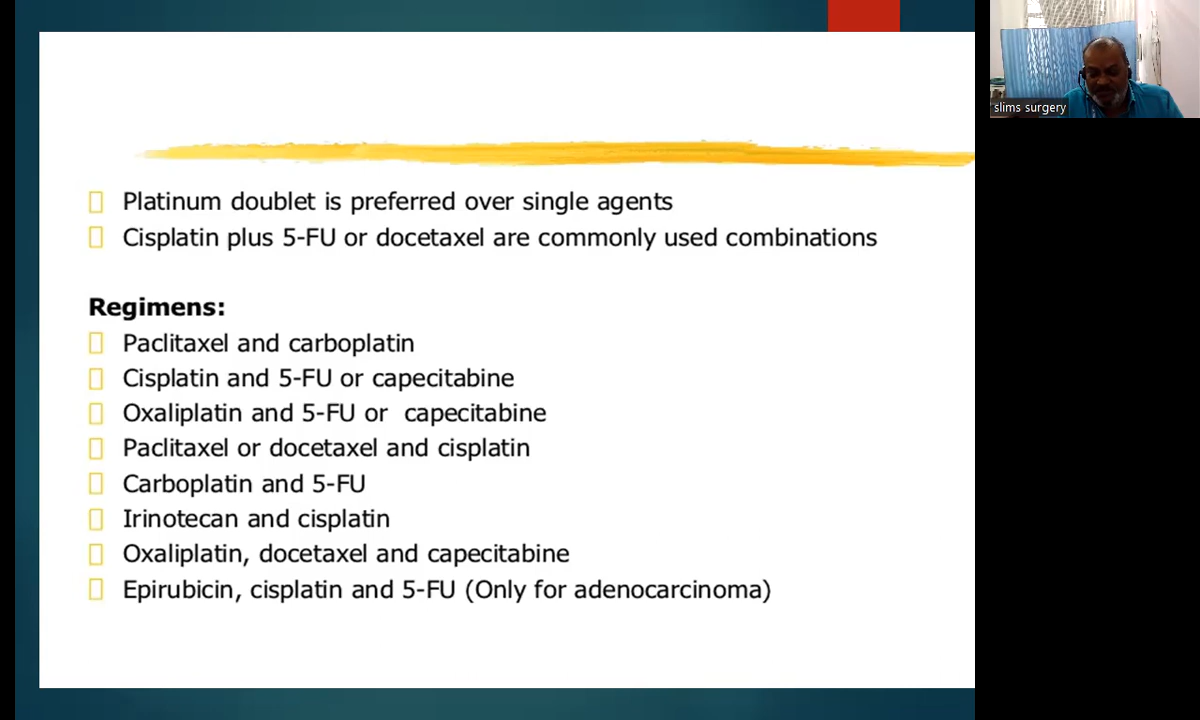 Platinum doublet is preferred over single agents
Cisplatin plus 5-FU or docetaxel are commonly used combinations
Regimens:
Paclitaxel and carboplatin
Cisplatin and 5-FU or capecitabine
Oxaliplatin and 5-FU or capecitabine
Paclitaxel or docetaxel and cisplatin
Carboplatin and 5-FU
Irinotecan and cisplatin
Oxaliplatin, docetaxel and capecitabine
Epirubicin, cisplatin and 5-FU (Only for adenocarcinoma)
slims surgery